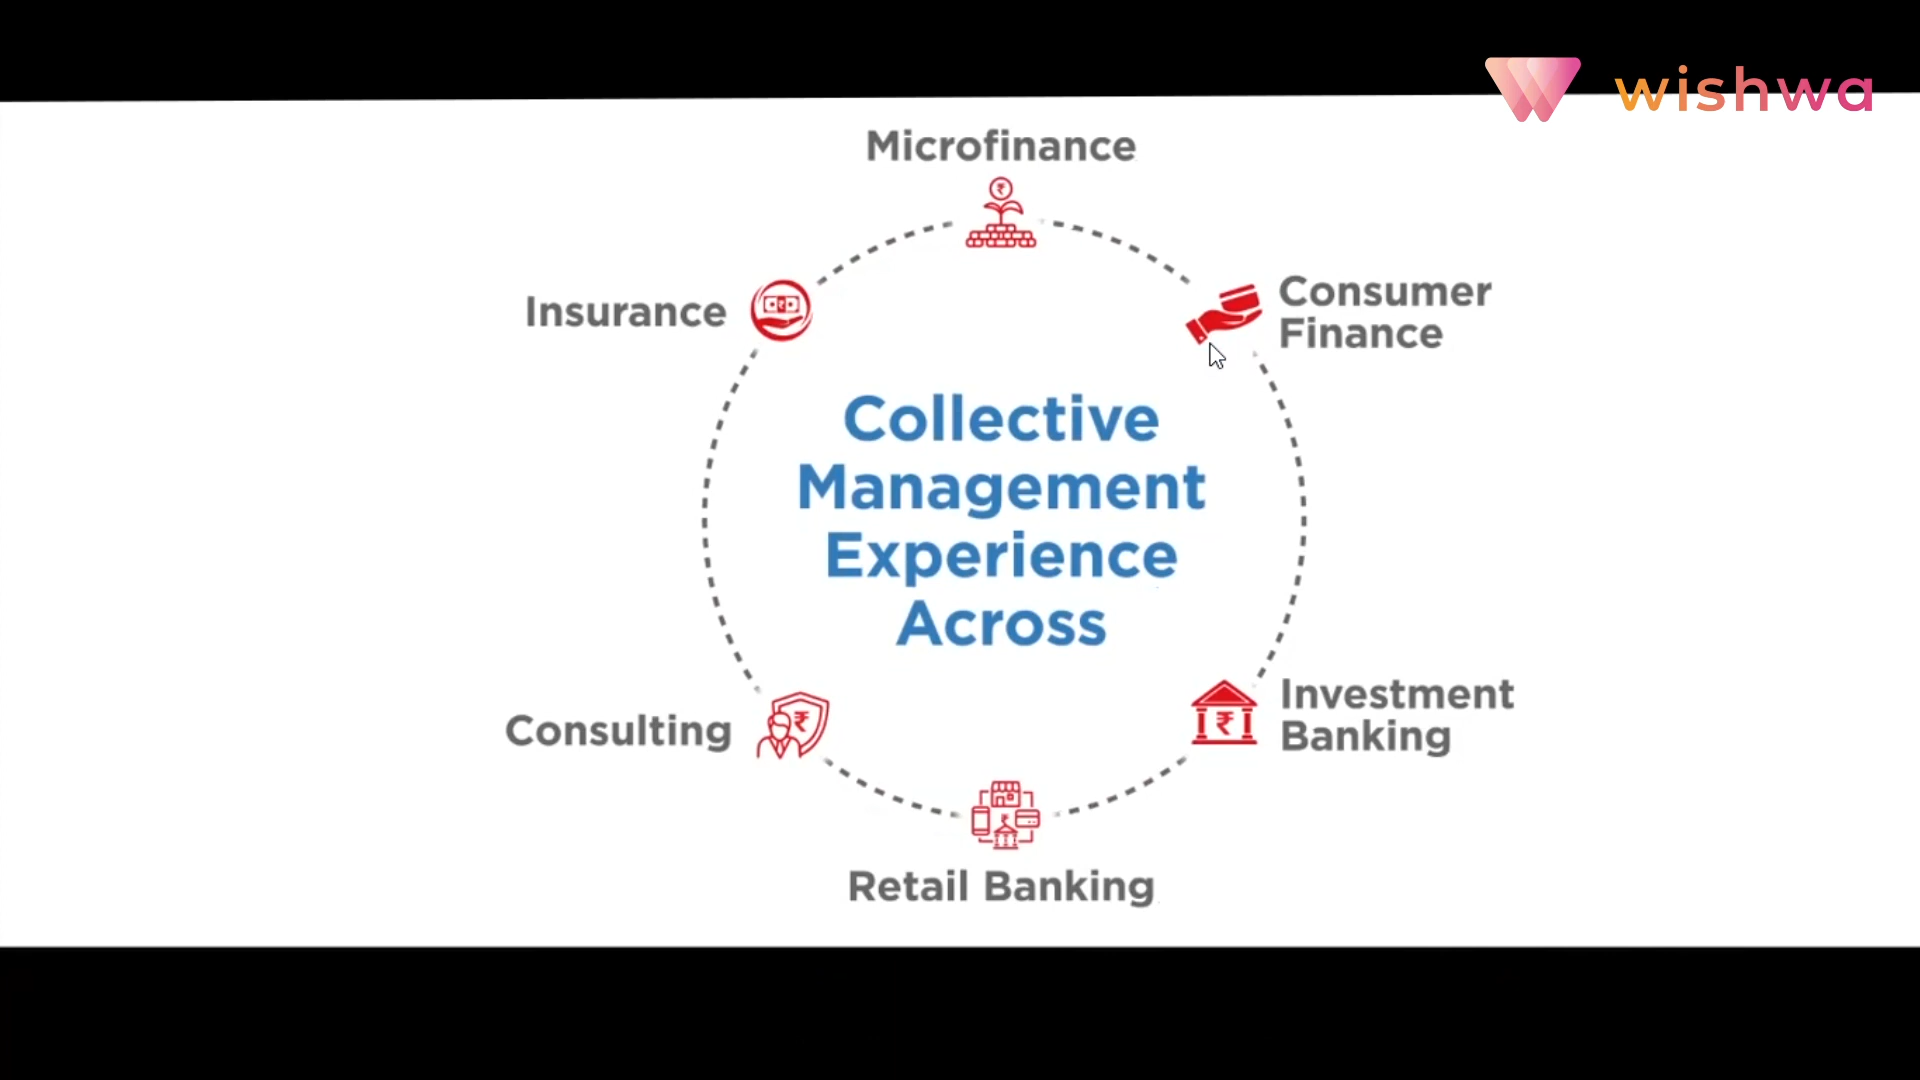 wishwa
Microfinance
Insurance
Consumer
Finance
Collective
Management
Experience
Across
Consulting
Investment
Banking
Retail Banking